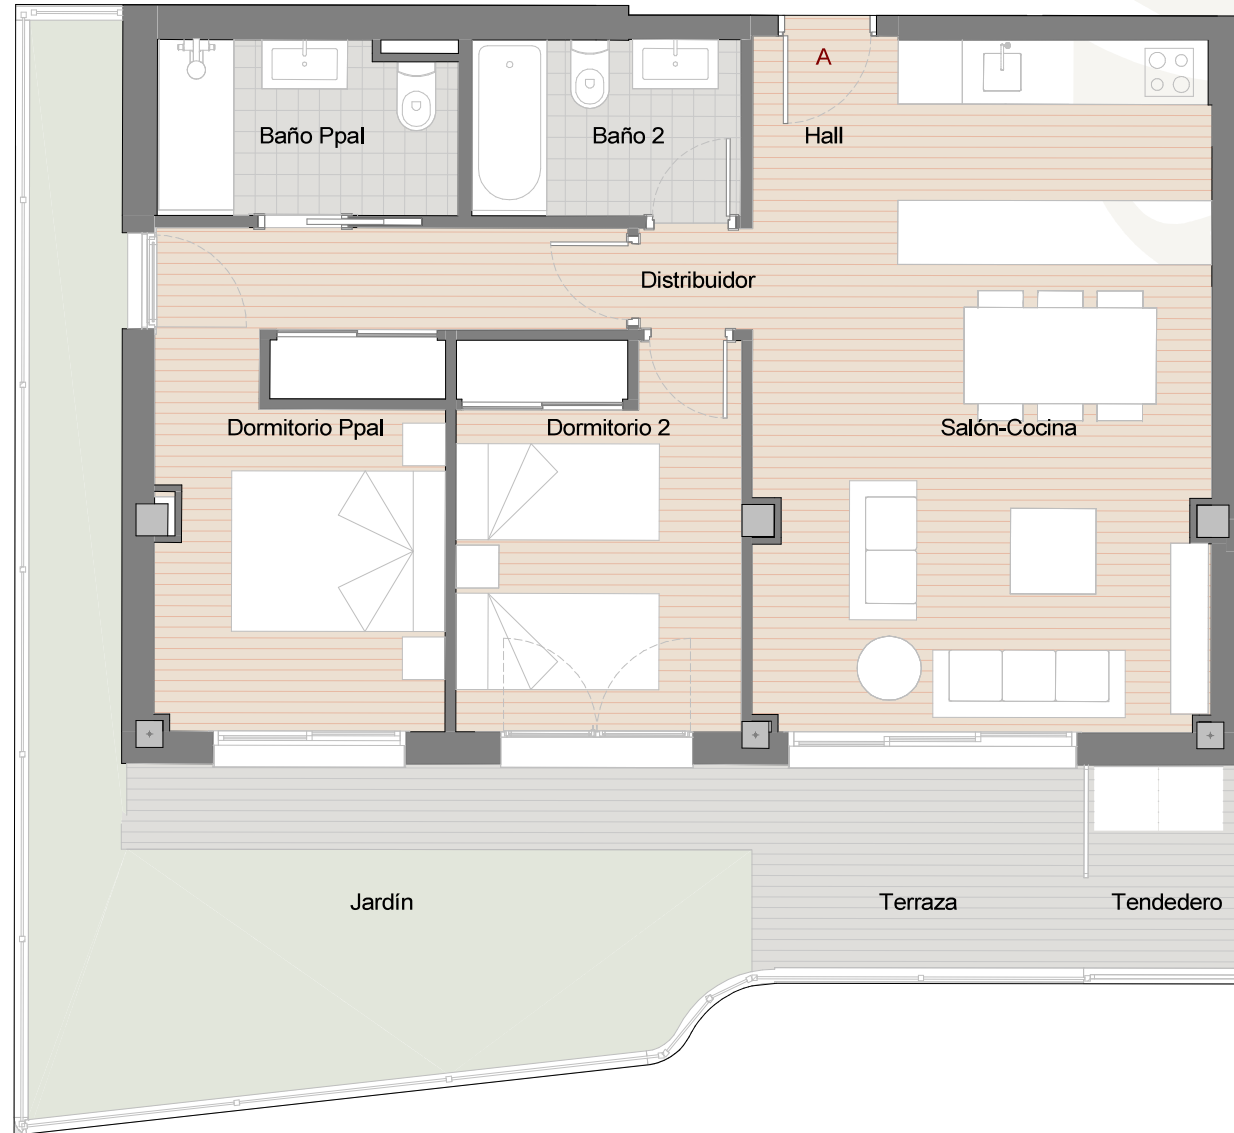 A
Baño Ppal
Baño 2
Hall
Distribuidor
Dormitorio Ppal
Dormitorio 2
Salón-Cocina
Jardín
Terraza
Tendedero